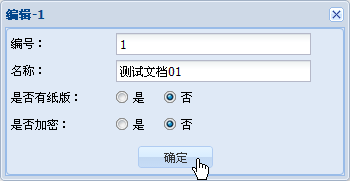 编辑-1
编号： 1
名称： 测试文档01
是否有纸版： 是 否
是否加密： 是 否
确定